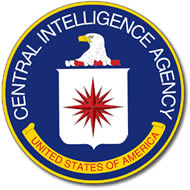 CENTRAL INTELLIGENCE AGENCY
UNITED STATES OF AMERICA